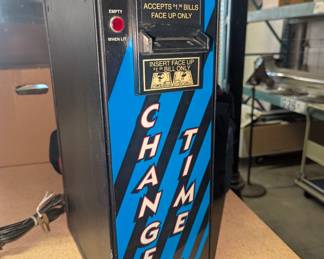 ACCEPTS $1.00 BILLS
FACE UP ONLY
EMPTY
WHEN LIT
INSERT FACE UP
$1.00 BILL ONLY
CHANGE
TIME